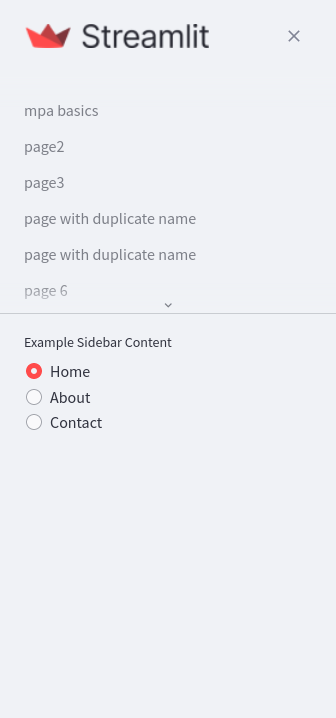 Streamlit
mpa basics
page2
page3
page with duplicate name
page with duplicate name
page 6
Example Sidebar Content
Home
About
Contact